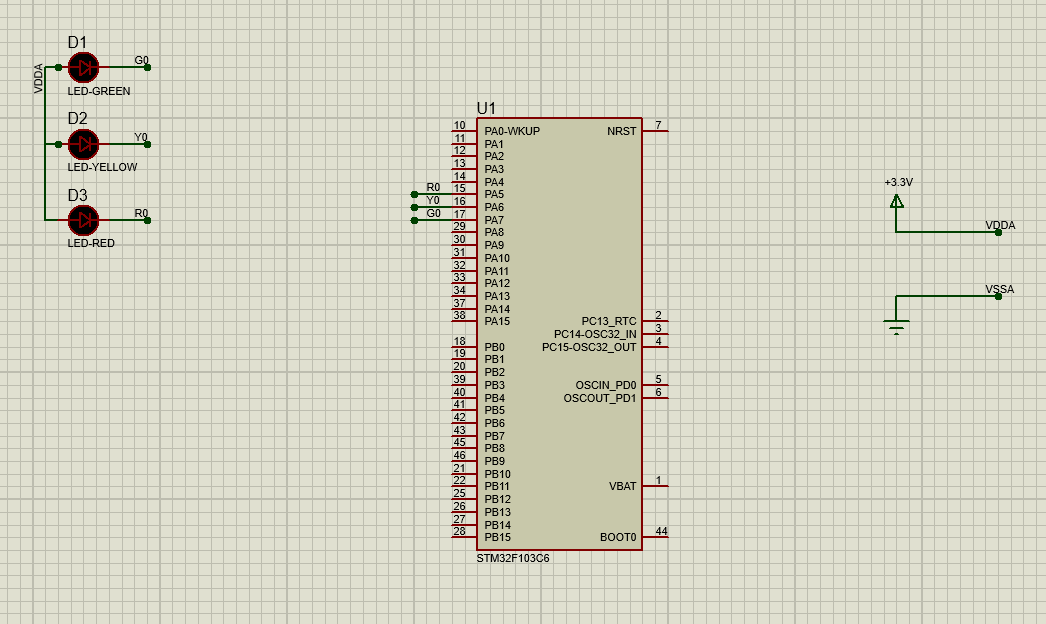 D1
VDDA
G0
LED-GREEN
D2
Y0
LED-YELLOW
D3
R0
LED-RED
U1
10 PA0-WKUP NRST 7
11 PA1
12 PA2
13 PA3
14 PA4
R0 15 PA5
Y0 16 PA6
G0 17 PA7
29 PA8
30 PA9
31 PA10
32 PA11
33 PA12
34 PA13
37 PA14
38 PA15 PC13_RTC 2
PC14-OSC32_IN 3
18 PB0 PC15-OSC32_OUT 4
19 PB1
20 PB2
39 PB3 OSCIN_PD0 5
40 PB4 OSCOUT_PD1 6
41 PB5
42 PB6
43 PB7
45 PB8
46 PB9
21 PB10
22 PB11 VBAT 1
25 PB12
26 PB13
27 PB14
28 PB15 BOOT0 44
STM32F103C6
+3.3V
VDDA
VSSA